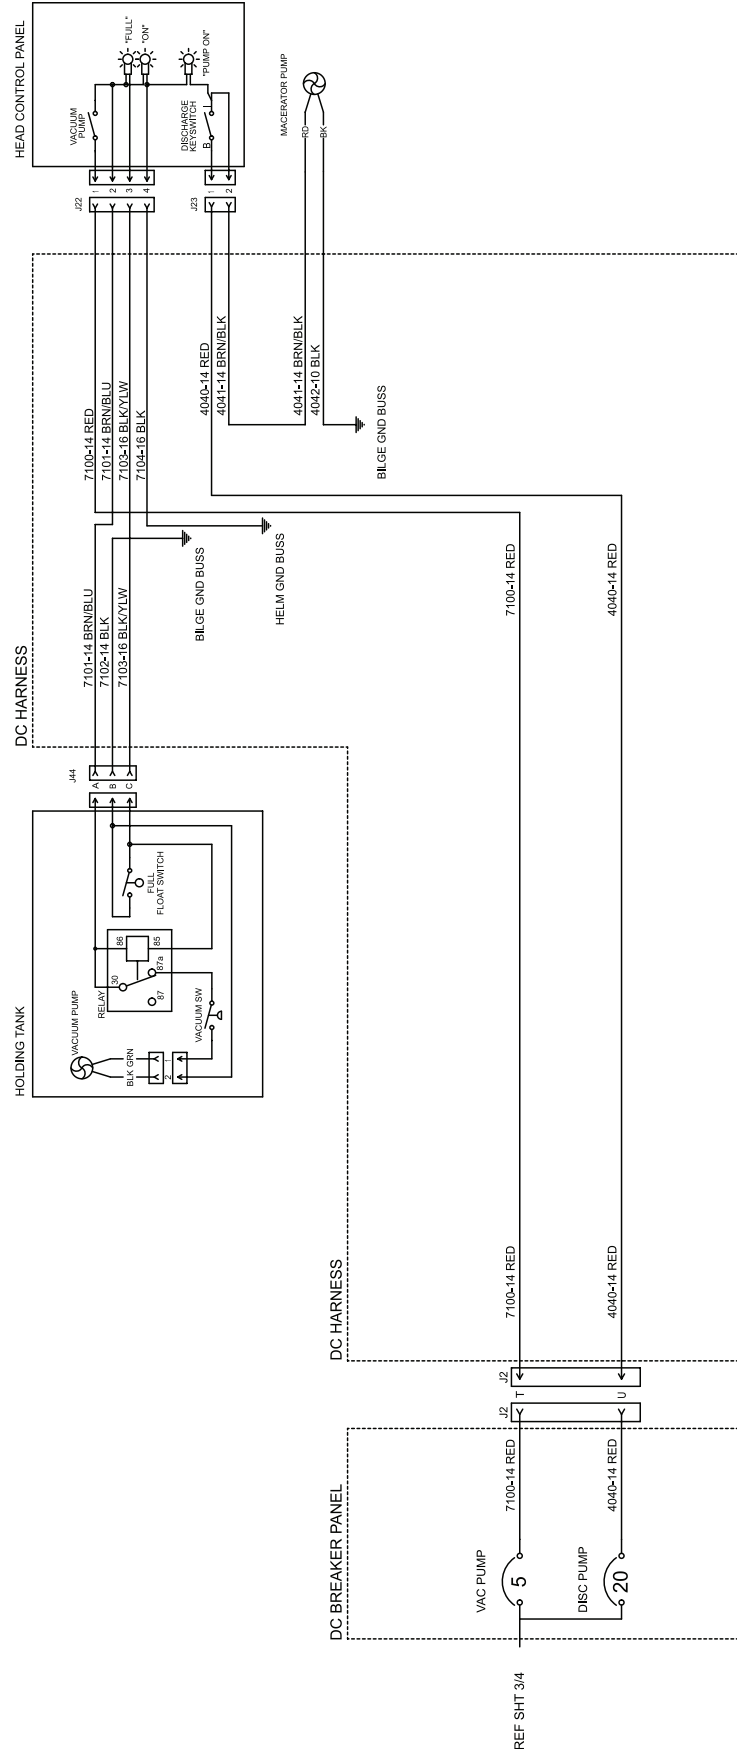 HEAD CONTROL PANEL
"FULL"
"ON"
"PUMP ON"
VACUUM
PUMP
DISCHARGE
KEYSWITCH
B
I
MACERATOR PUMP
RD
BK
J22
1
2
3
4
J23
1
2
7100-14 RED
7101-14 BRN/BLU
7103-16 BLK/YLW
7104-16 BLK
4040-14 RED
4041-14 BRN/BLK
4041-14 BRN/BLK
4042-10 BLK
BILGE GND BUSS
HELM GND BUSS
BILGE GND BUSS
DC HARNESS
7101-14 BRN/BLU
7102-14 BLK
7103-16 BLK/YLW
7100-14 RED
4040-14 RED
J44
A
B
C
HOLDING TANK
FULL
FLOAT SWITCH
RELAY
86
85
30
87a
87
VACUUM SW
VACUUM PUMP
BLK
GRN
1
2
DC HARNESS
7100-14 RED
4040-14 RED
J2
T
U
J2
DC BREAKER PANEL
7100-14 RED
4040-14 RED
VAC PUMP
5
DISC PUMP
20
REF SHT 3/4